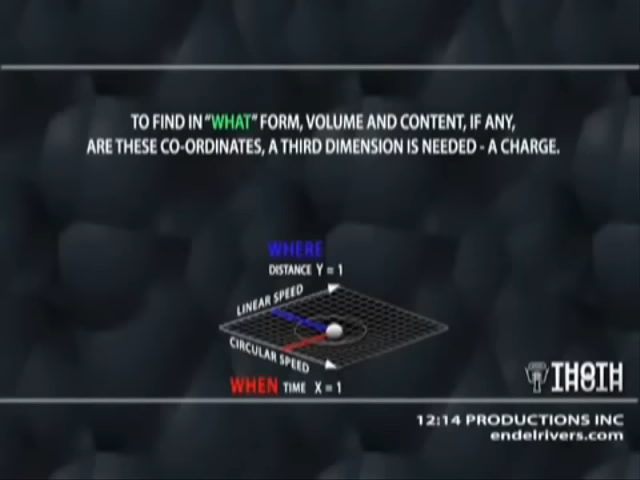 TO FIND IN "WHAT" FORM, VOLUME AND CONTENT, IF ANY,
ARE THESE CO-ORDINATES, A THIRD DIMENSION IS NEEDED - A CHARGE.
WHERE
DISTANCE Y = 1
LINEAR SPEED
CIRCULAR SPEED
WHEN TIME X = 1
THOTH
12:14 PRODUCTIONS INC
endelrivers.com